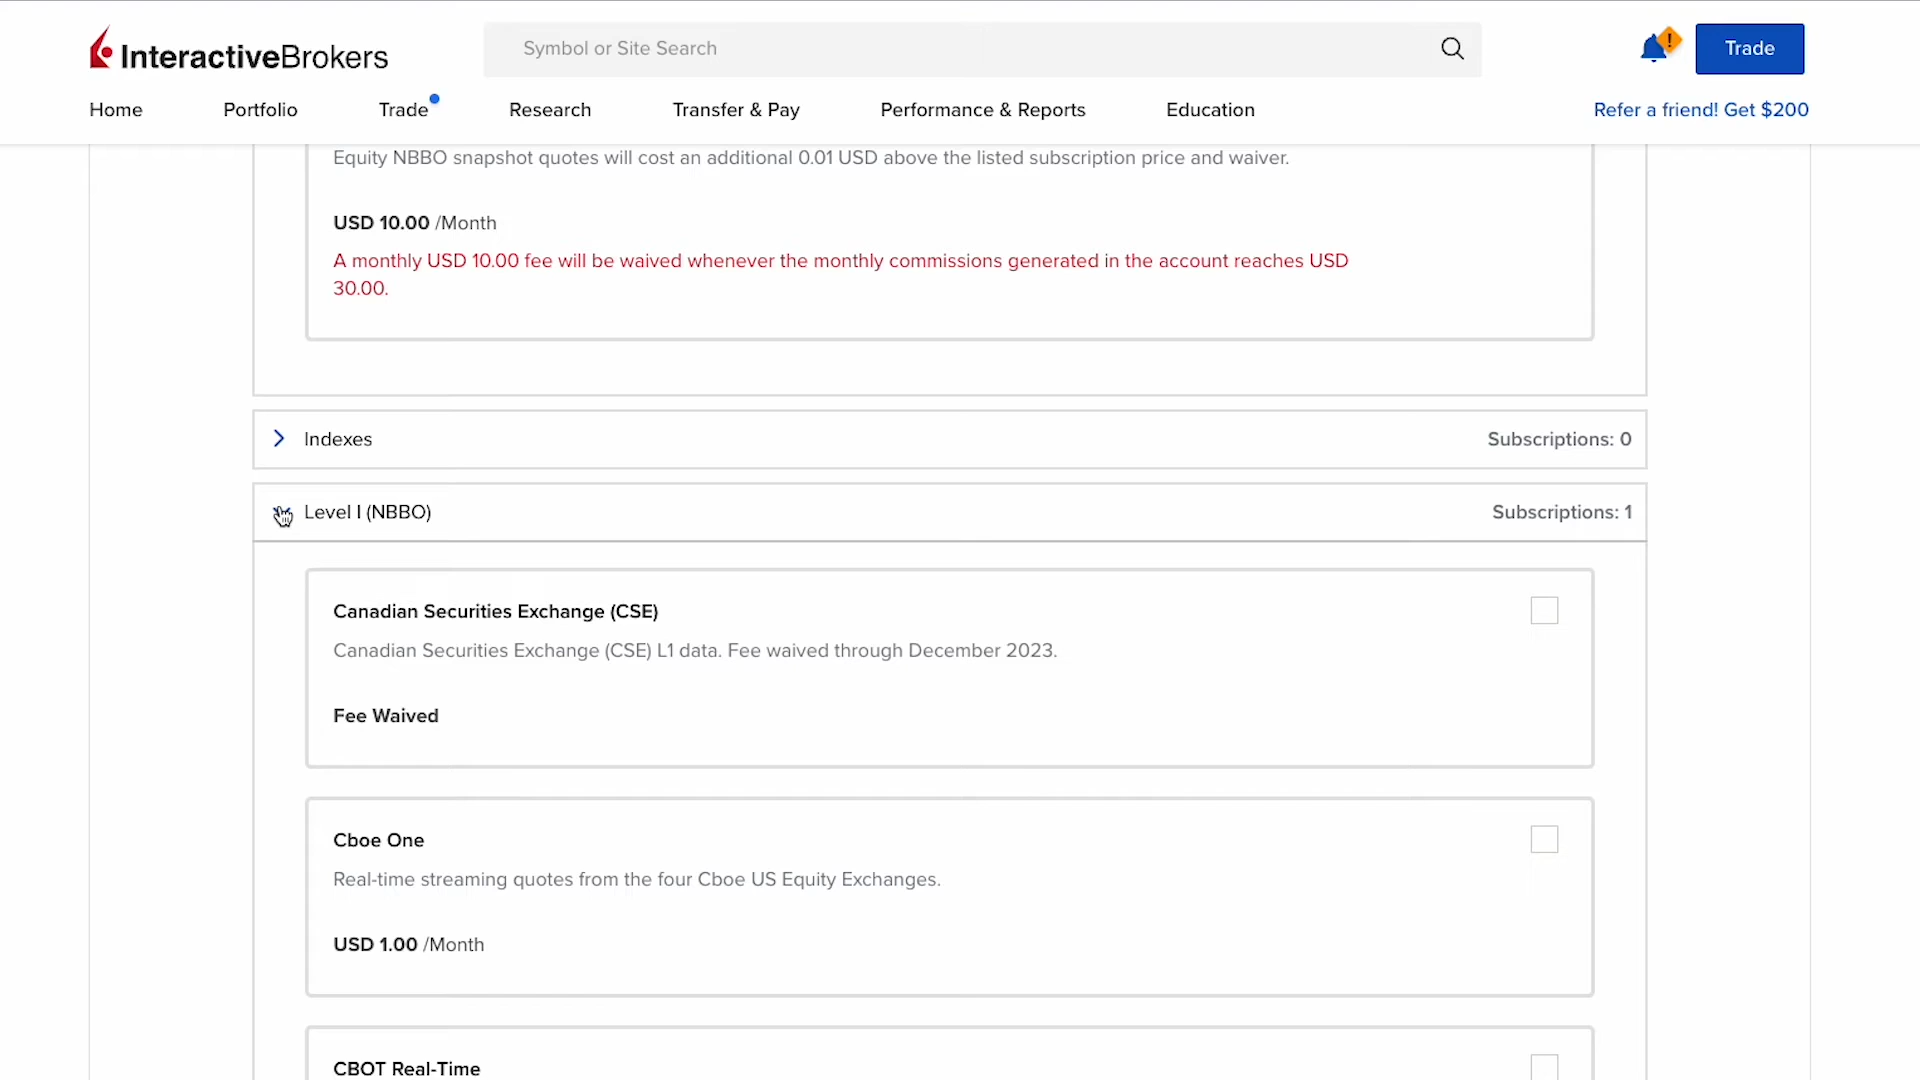 InteractiveBrokers
Symbol or Site Search
!
Trade
Home
Portfolio
Trade
Research
Transfer & Pay
Performance & Reports
Education
Refer a friend! Get $200
Equity NBBO snapshot quotes will cost an additional 0.01 USD above the listed subscription price and waiver.
USD 10.00 /Month
A monthly USD 10.00 fee will be waived whenever the monthly commissions generated in the account reaches USD
30.00.
Indexes
Subscriptions: 0
Level I (NBBO)
Subscriptions: 1
Canadian Securities Exchange (CSE)
Canadian Securities Exchange (CSE) L1 data. Fee waived through December 2023.
Fee Waived
Cboe One
Real-time streaming quotes from the four Cboe US Equity Exchanges.
USD 1.00 /Month
CBOT Real-Time